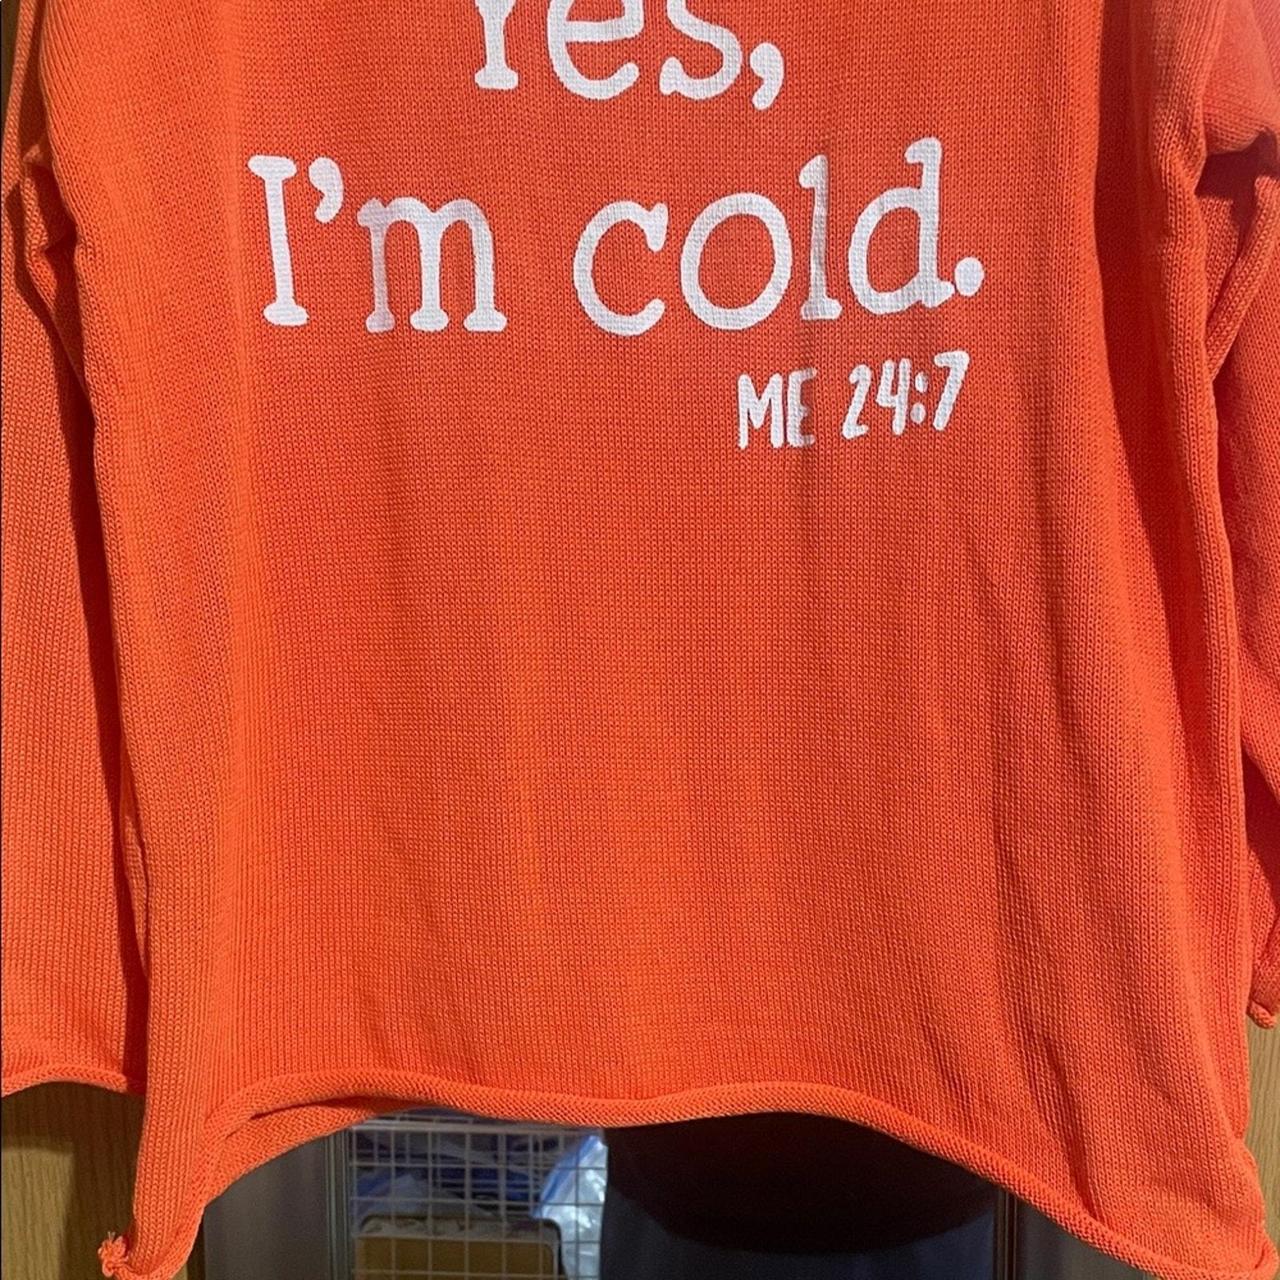 Yes,
I'm cold.
ME 24:7